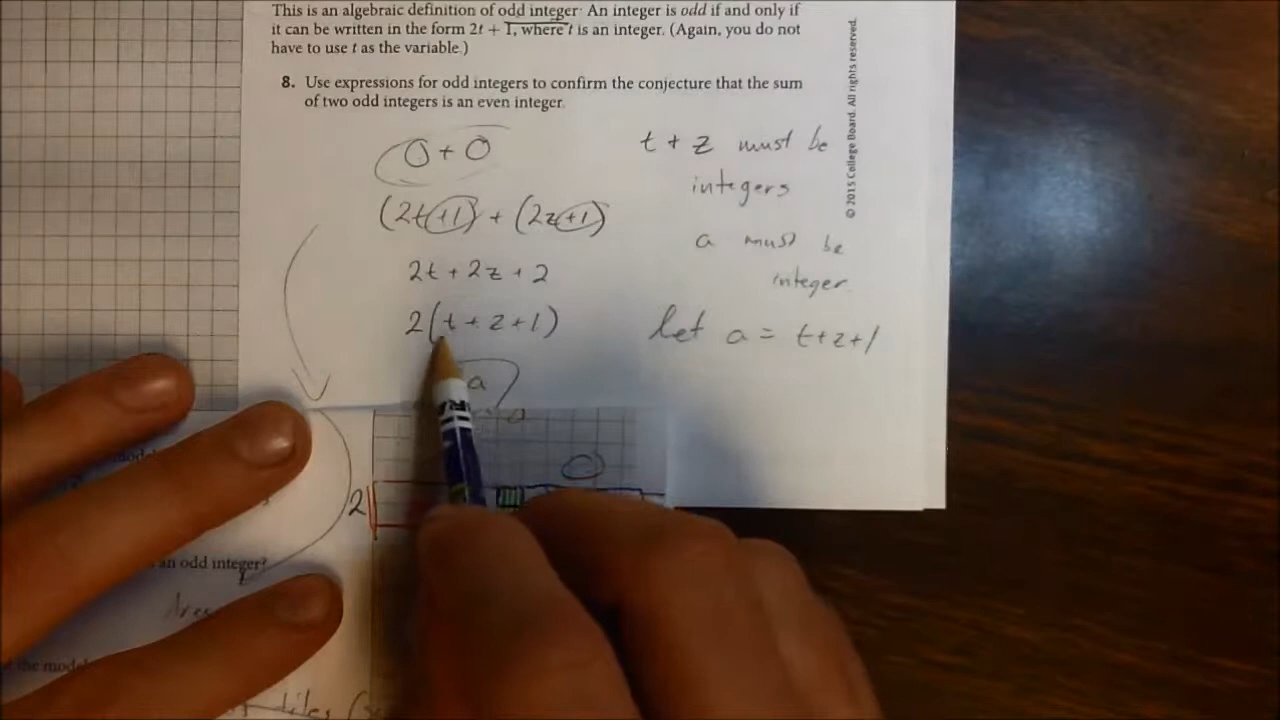 This is an algebraic definition of odd integer: An integer is odd if and only if
it can be written in the form 2t + 1, where t is an integer. (Again, you do not
have to use t as the variable.)
8. Use expressions for odd integers to confirm the conjecture that the sum
of two odd integers is an even integer.
O + O
(2t+1) + (2z+1)
2t + 2z + 2
2(t + z + 1)
a
t + z must be
integers
a must be
integer
let a = t+z+1
© 2015 College Board. All rights reserved.
2
an odd integer?
the model
tiles